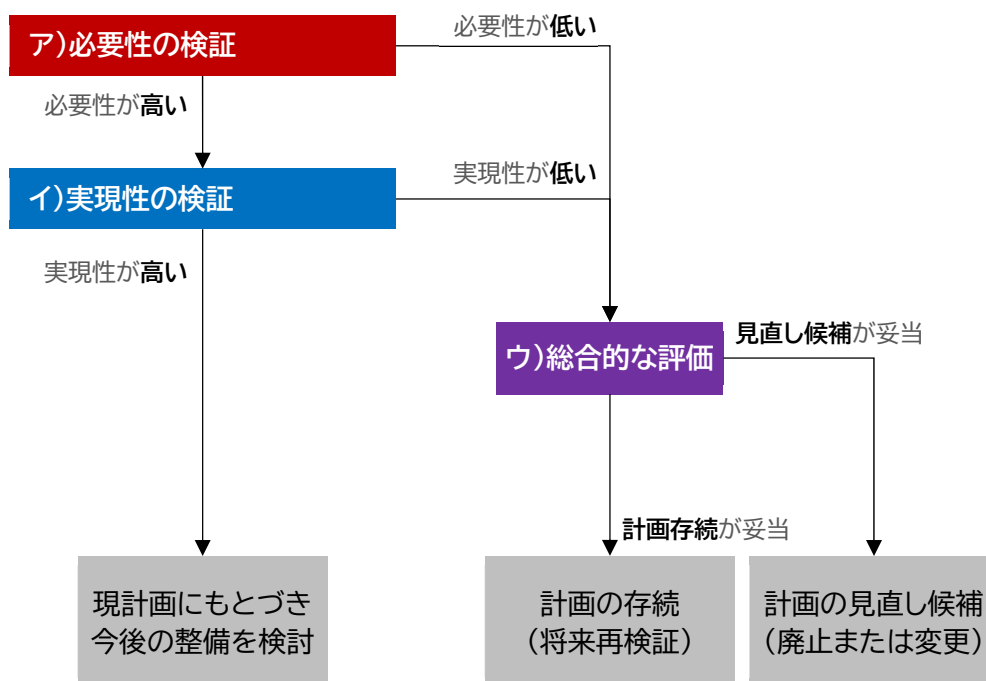 ア)必要性の検証
必要性が低い
必要性が高い
イ)実現性の検証
実現性が低い
実現性が高い
ウ)総合的な評価
見直し候補が妥当
計画存続が妥当
現計画にもとづき
今後の整備を検討
計画の存続
（将来再検証）
計画の見直し候補
（廃止または変更）